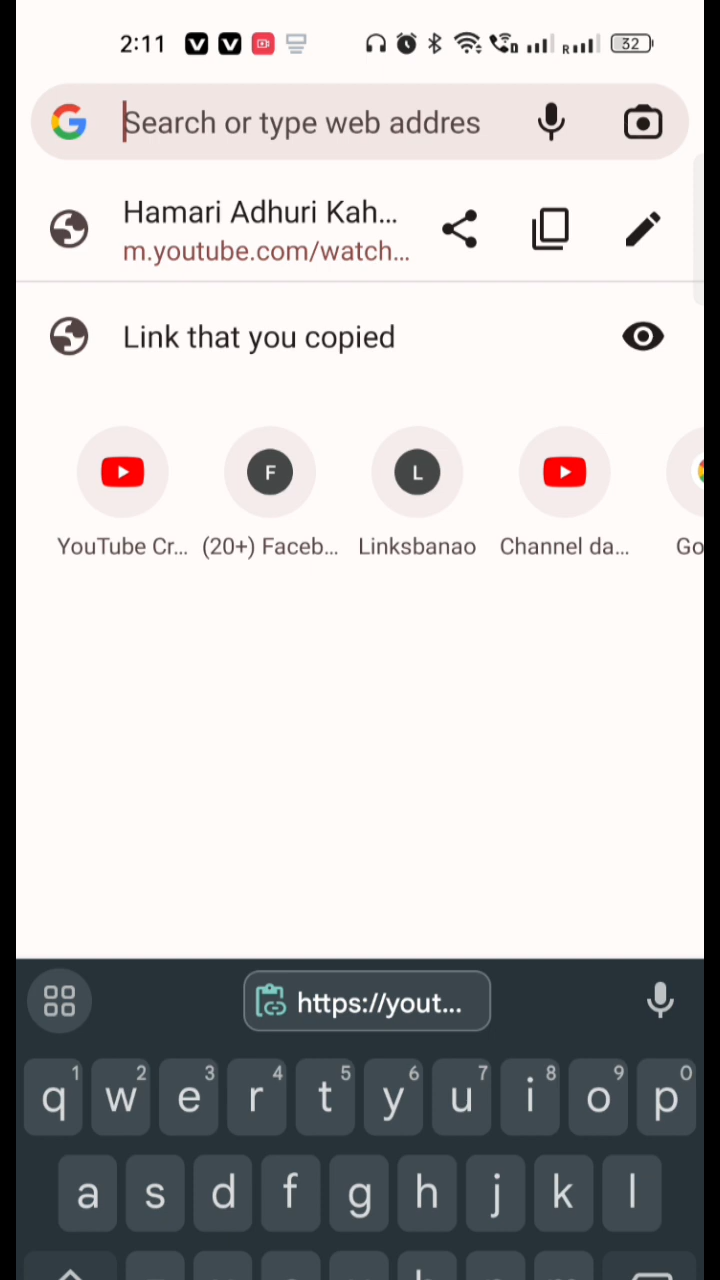 2:11
R
32
Search or type web addres
Hamari Adhuri Kah...
m.youtube.com/watch...
Link that you copied
F
L
YouTube Cr...
(20+) Faceb...
Linksbanao
Channel da...
Go
https://yout...
1 2 3 4 5 6 7 8 9 0
q w e r t y u i o p
a s d f g h j k l